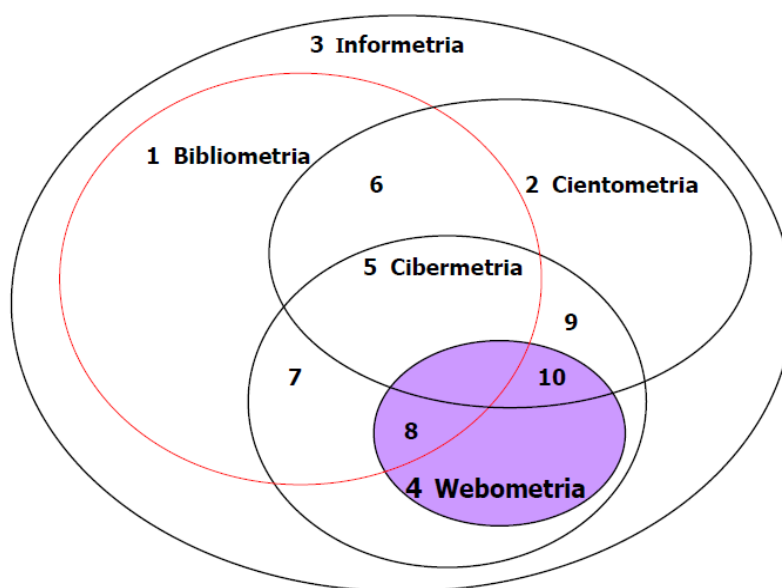 3 Informetria
1 Bibliometria
6
2 Cientometria
5 Cibermetria
9
7
10
8
4 Webometria